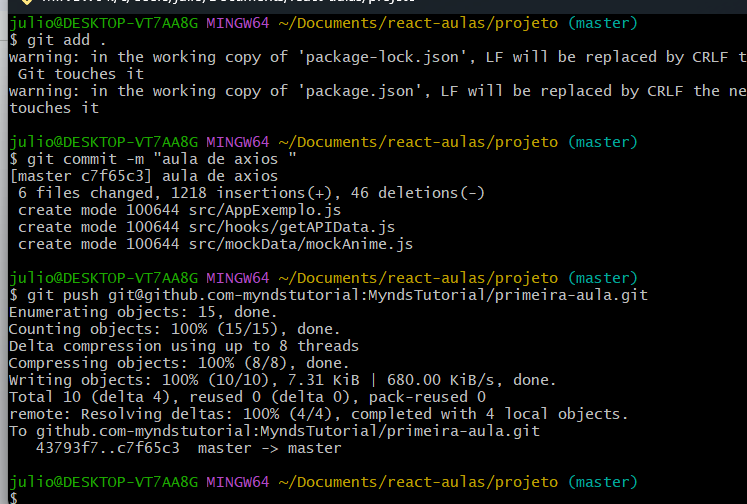 julio@DESKTOP-VT7AA8G MINGW64 ~/Documents/react-aulas/projeto (master)
$ git add .
warning: in the working copy of 'package-lock.json', LF will be replaced by CRLF t
 Git touches it
warning: in the working copy of 'package.json', LF will be replaced by CRLF the ne
touches it
julio@DESKTOP-VT7AA8G MINGW64 ~/Documents/react-aulas/projeto (master)
$ git commit -m "aula de axios "
[master c7f65c3] aula de axios
 6 files changed, 1218 insertions(+), 46 deletions(-)
 create mode 100644 src/AppExemplo.js
 create mode 100644 src/hooks/getAPIData.js
 create mode 100644 src/mockData/mockAnime.js
julio@DESKTOP-VT7AA8G MINGW64 ~/Documents/react-aulas/projeto (master)
$ git push git@github.com-myndstutorial:MyndsTutorial/primeira-aula.git
Enumerating objects: 15, done.
Counting objects: 100% (15/15), done.
Delta compression using up to 8 threads
Compressing objects: 100% (8/8), done.
Writing objects: 100% (10/10), 7.31 KiB | 680.00 KiB/s, done.
Total 10 (delta 4), reused 0 (delta 0), pack-reused 0
remote: Resolving deltas: 100% (4/4), completed with 4 local objects.
To github.com-myndstutorial:MyndsTutorial/primeira-aula.git
   43793f7..c7f65c3  master -> master
julio@DESKTOP-VT7AA8G MINGW64 ~/Documents/react-aulas/projeto (master)
$